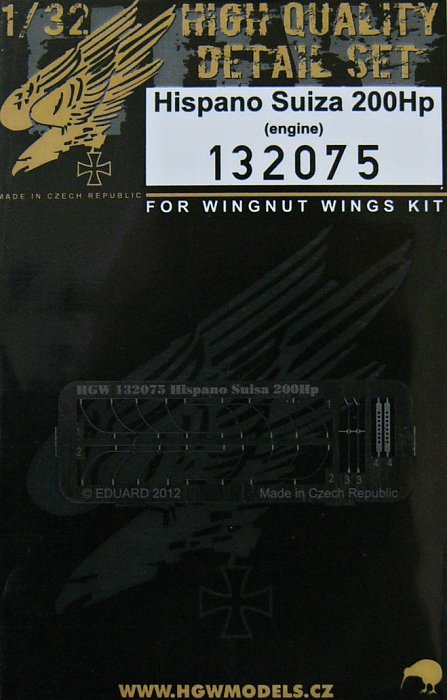 1/32 HIGH QUALITY
DETAIL SET
Hispano Suiza 200Hp
(engine)
132075
MADE IN CZECH REPUBLIC
FOR WINGNUT WINGS KIT
HGW 132075 Hispano Suisa 200Hp
1
1
2
2 3 3
4 4
© EDUARD 2012
Made in Czech Republic
WWW.HGWMODELS.CZ